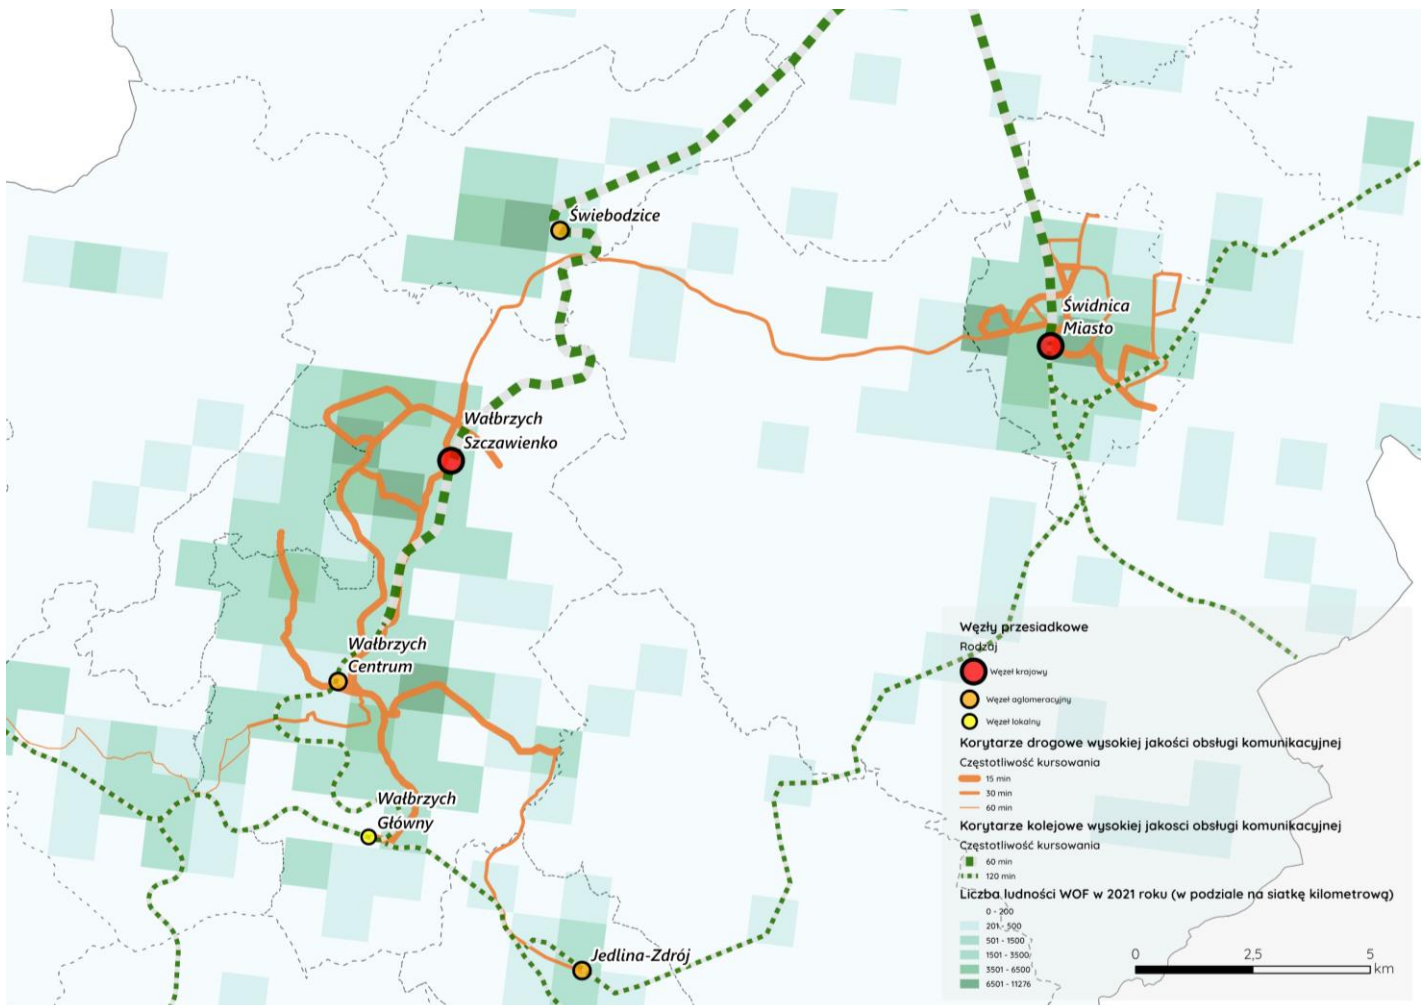 Świebodzice
Świdnica
Miasto
Wałbrzych
Szczawienko
Wałbrzych
Centrum
Wałbrzych
Główny
Jedlina-Zdrój
Węzły przesiadkowe
Rodzaj
Węzeł krajowy
Węzeł aglomeracyjny
Węzeł lokalny
Korytarze drogowe wysokiej jakości obsługi komunikacyjnej
Częstotliwość kursowania
15 min
30 min
60 min
Korytarze kolejowe wysokiej jakosci obsługi komunikacyjnej
Częstotliwość kursowania
60 min
120 min
Liczba ludności WOF w 2021 roku (w podziale na siatkę kilometrową)
0 - 200
201 - 500
501 - 1500
1501 - 3500
3501 - 6500
6501 - 11276
0 2,5 5
km